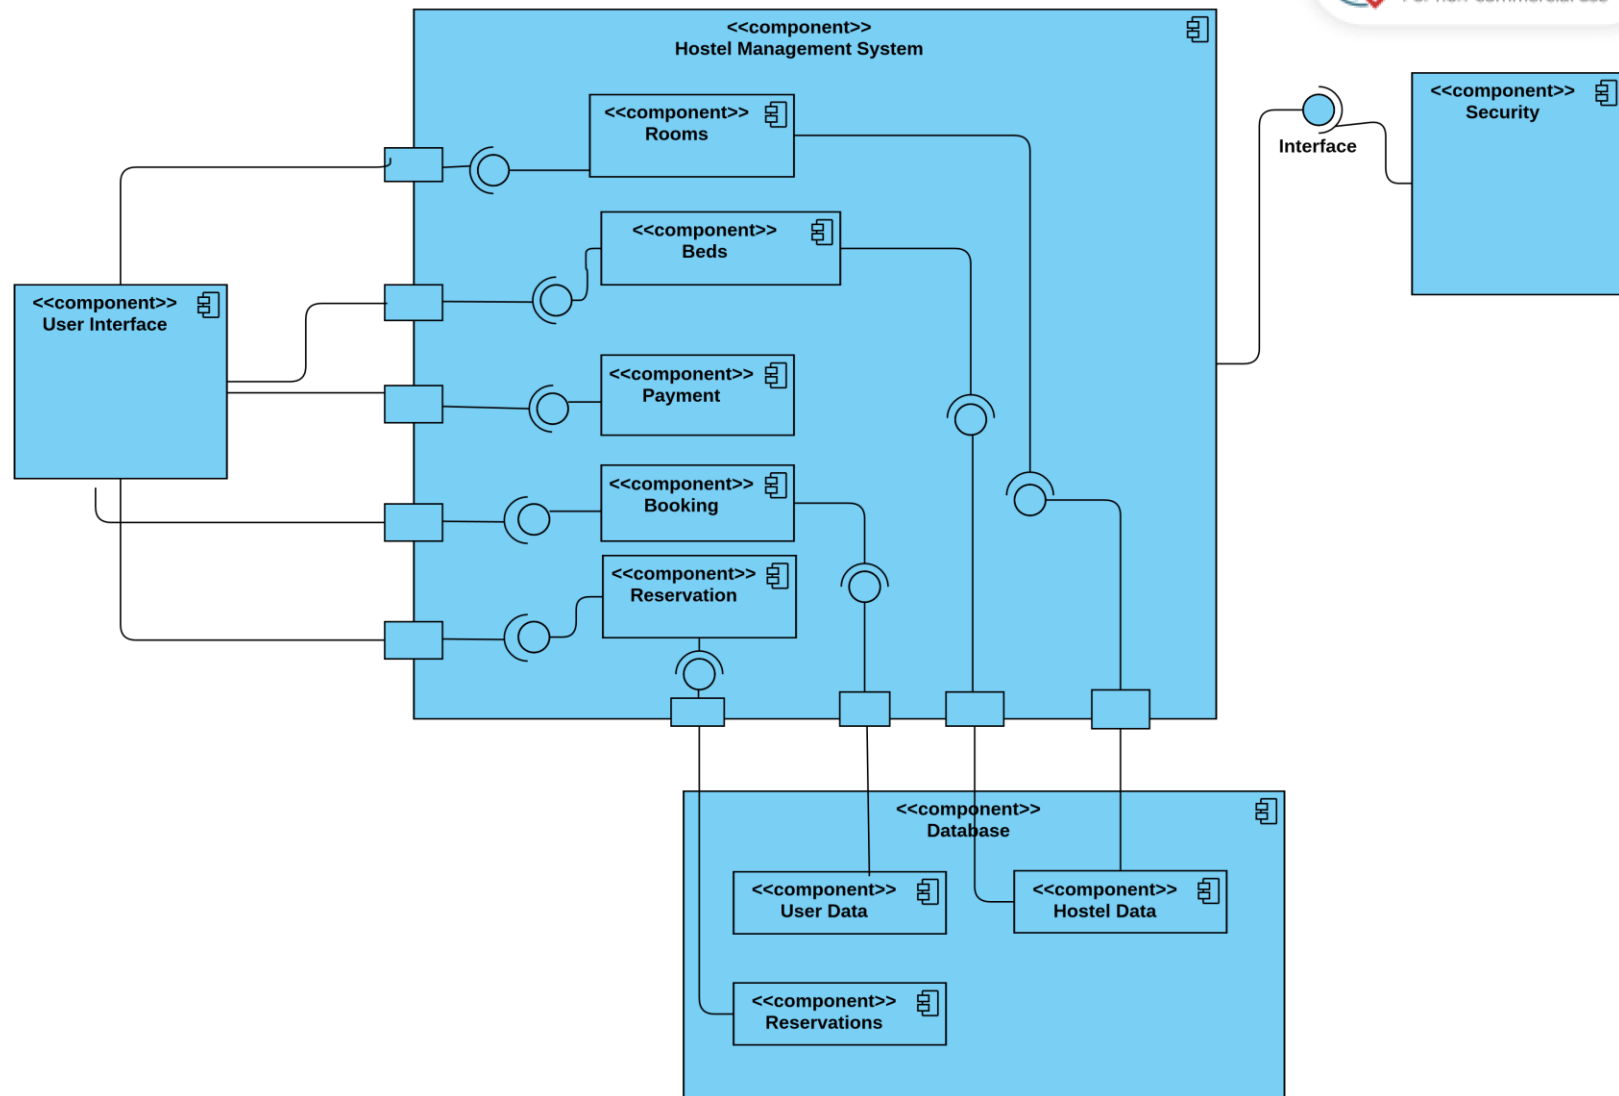 <<component>>
Hostel Management System
<<component>>
Rooms
<<component>>
Beds
<<component>>
Payment
<<component>>
Booking
<<component>>
Reservation
<<component>>
User Interface
Interface
<<component>>
Security
<<component>>
Database
<<component>>
User Data
<<component>>
Hostel Data
<<component>>
Reservations